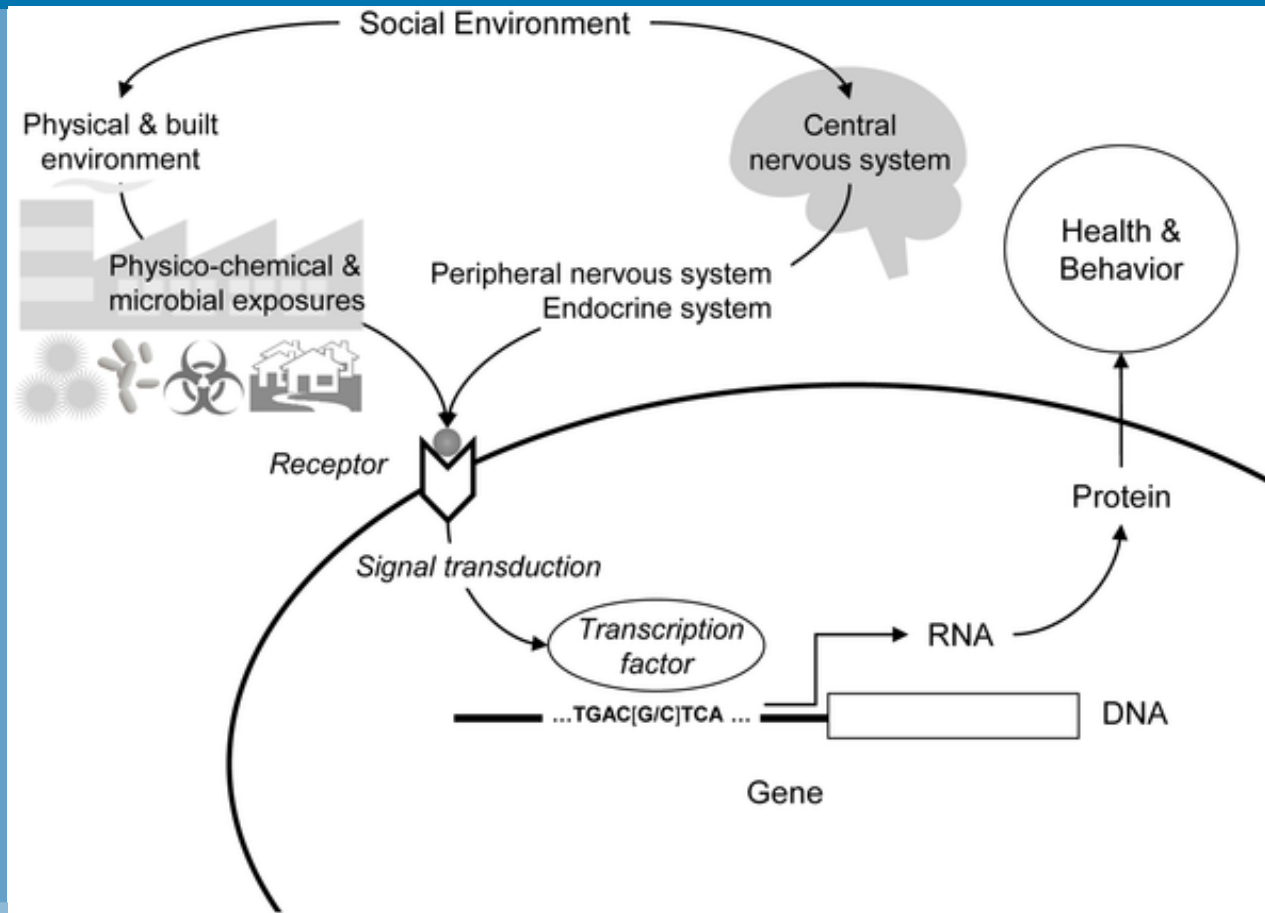 Social Environment
Physical & built
environment
Central
nervous system
Physico-chemical &
microbial exposures
Peripheral nervous system
Endocrine system
Health &
Behavior
Receptor
Protein
Signal transduction
Transcription
factor
RNA
...TGAC[G/C]TCA ...
DNA
Gene